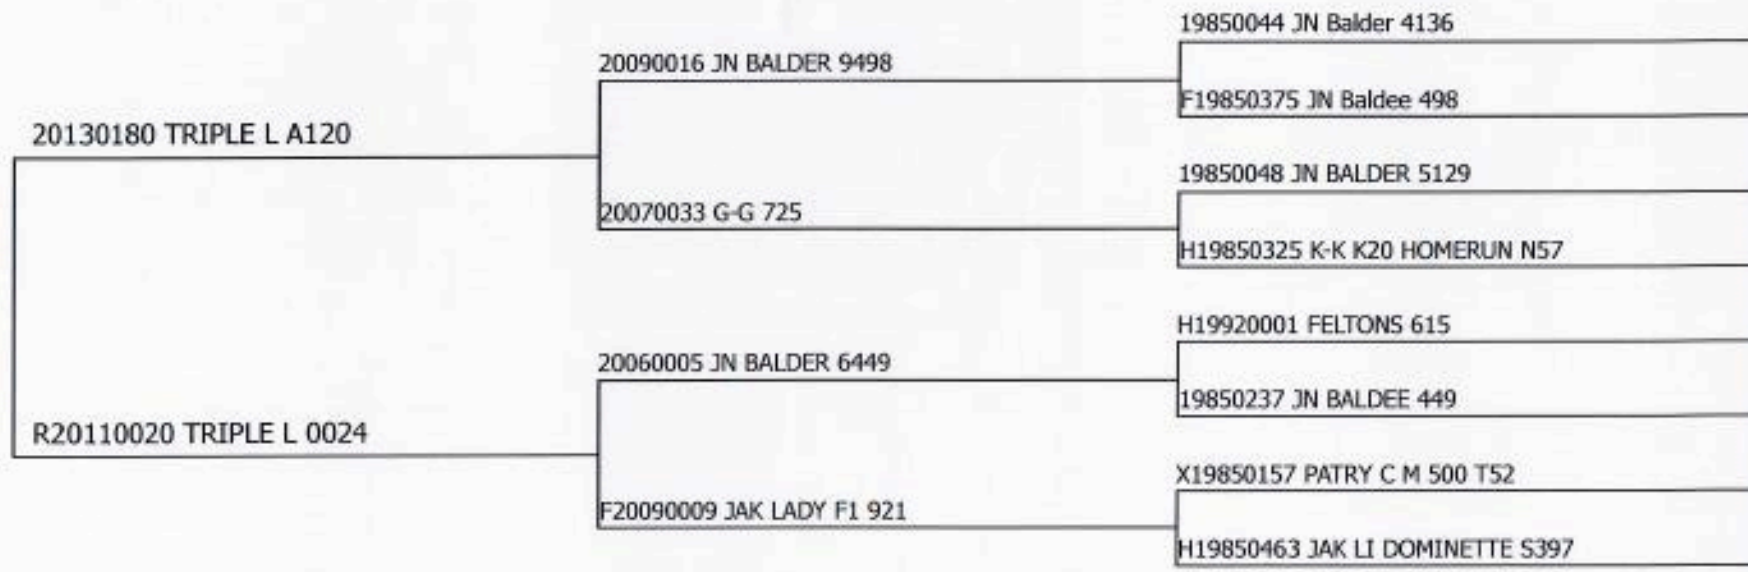 19850044 JN Balder 4136
20090016 JN BALDER 9498
F19850375 JN Baldee 498
20130180 TRIPLE L A120
19850048 JN BALDER 5129
20070033 G-G 725
H19850325 K-K K20 HOMERUN N57
H19920001 FELTONS 615
20060005 JN BALDER 6449
19850237 JN BALDEE 449
R20110020 TRIPLE L 0024
X19850157 PATRY C M 500 T52
F20090009 JAK LADY F1 921
H19850463 JAK LI DOMINETTE S397